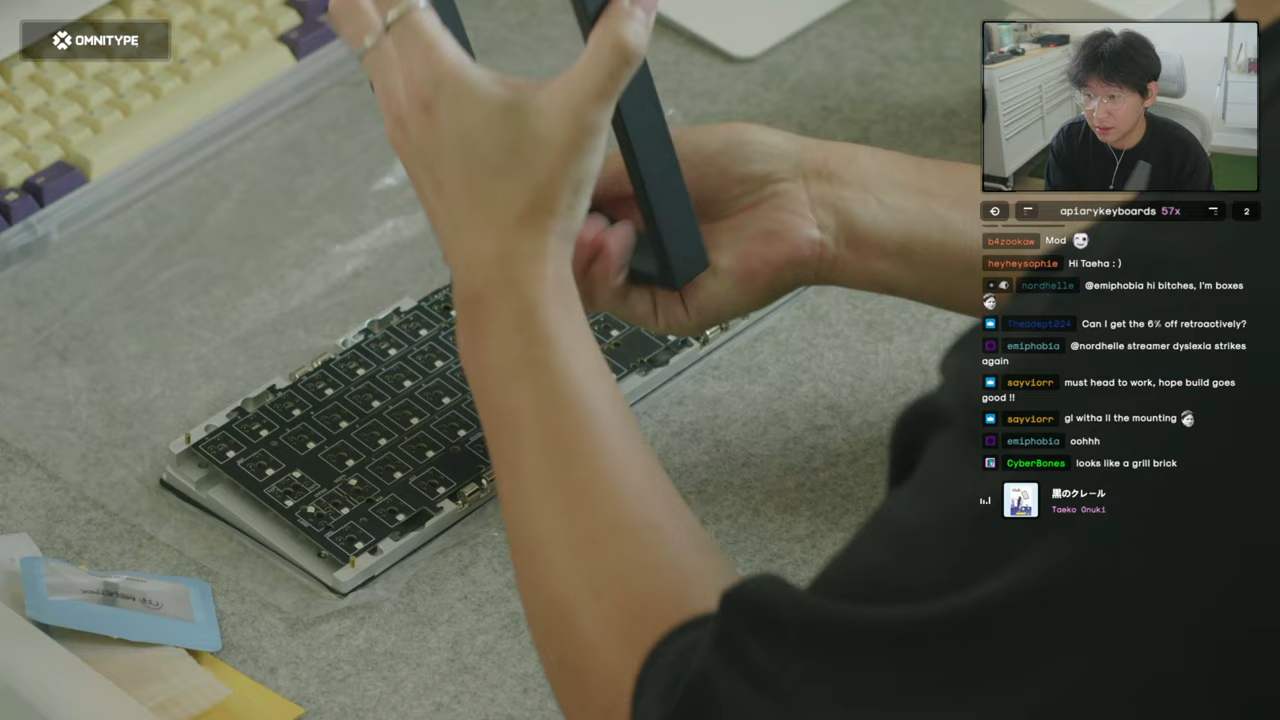 OMNITYPE
apiarykeyboards 57x
2
b4zookaw Mod
heyheysophie Hi Taeha : )
nordhelle @emiphobia hi bitches, I'm boxes
Theadept024 Can I get the 6% off retroactively?
emiphobia @nordhelle streamer dyslexia strikes
again
sayviorr must head to work, hope build goes
good !!
sayviorr gl witha ll the mounting
emiphobia oohhh
CyberBones looks like a grill brick
黒のクレール
Taeko Onuki